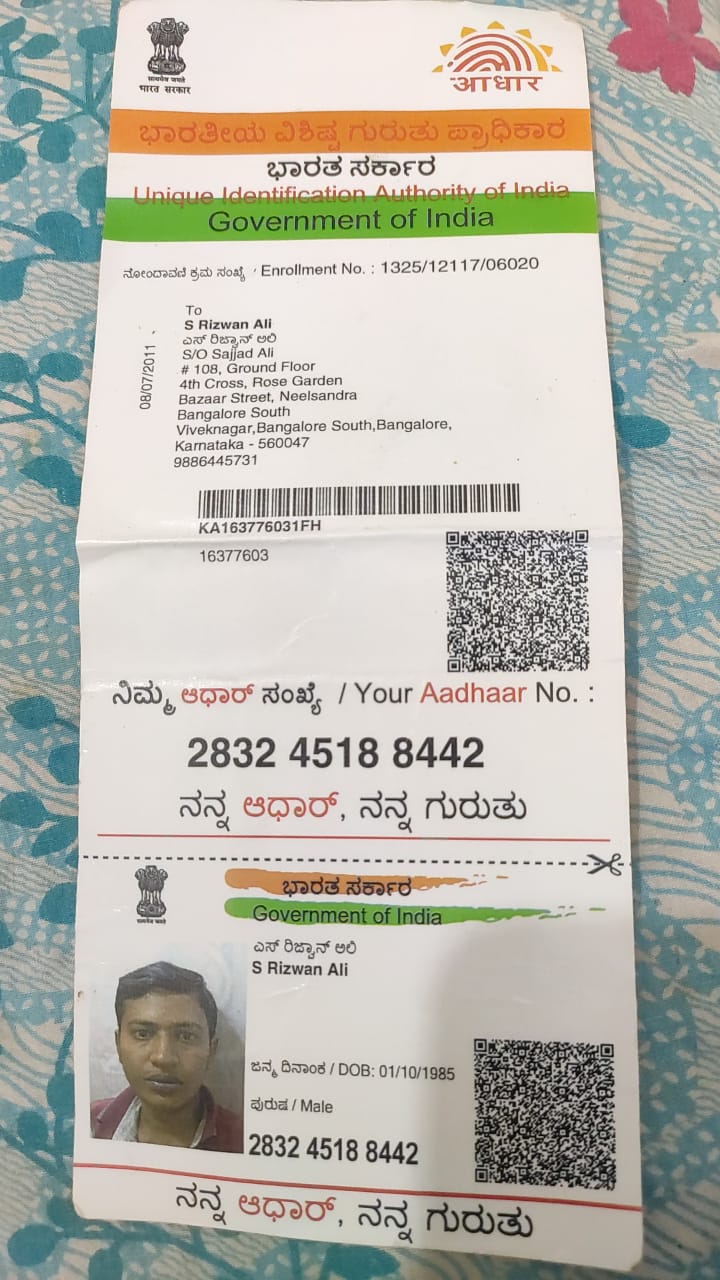 सत्यमेव जयते
भारत सरकार
आधार
ಭಾರತೀಯ ವಿಶಿಷ್ಟ ಗುರುತು ಪ್ರಾಧಿಕಾರ
ಭಾರತ ಸರ್ಕಾರ
Unique Identification Authority of India
Government of India
ನೋಂದಾವಣಿ ಕ್ರಮ ಸಂಖ್ಯೆ / Enrollment No. : 1325/12117/06020
To
S Rizwan Ali
ಎಸ್ ರಿಜ್ವಾನ್ ಅಲಿ
S/O Sajjad Ali
# 108, Ground Floor
4th Cross, Rose Garden
Bazaar Street, Neelsandra
Bangalore South
Viveknagar,Bangalore South,Bangalore,
Karnataka - 560047
9886445731
08/07/2011
KA163776031FH
16377603
ನಿಮ್ಮ ಆಧಾರ್ ಸಂಖ್ಯೆ / Your Aadhaar No. :
2832 4518 8442
ನನ್ನ ಆಧಾರ್, ನನ್ನ ಗುರುತು
ಭಾರತ ಸರ್ಕಾರ
Government of India
ಎಸ್ ರಿಜ್ವಾನ್ ಅಲಿ
S Rizwan Ali
ಜನ್ಮ ದಿನಾಂಕ / DOB: 01/10/1985
ಪುರುಷ / Male
2832 4518 8442
ನನ್ನ ಆಧಾರ್, ನನ್ನ ಗುರುತು